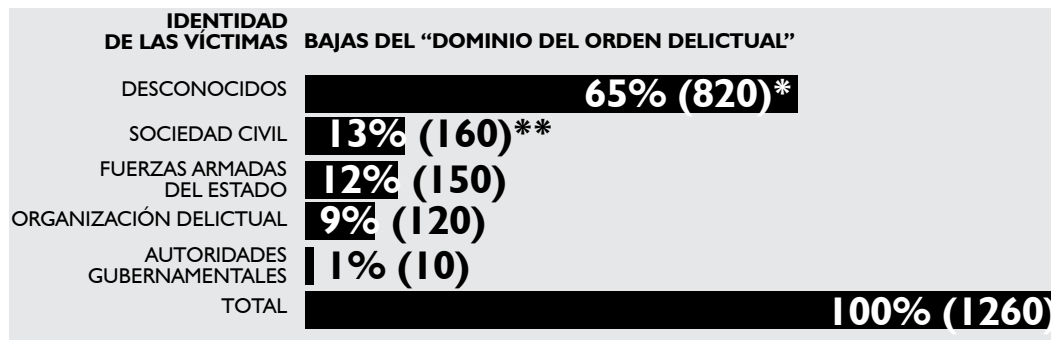 IDENTIDAD
DE LAS VÍCTIMAS BAJAS DEL “DOMINIO DEL ORDEN DELICTUAL”
DESCONOCIDOS 65% (820)*
SOCIEDAD CIVIL 13% (160)**
FUERZAS ARMADAS
DEL ESTADO 12% (150)
ORGANIZACIÓN DELICTUAL 9% (120)
AUTORIDADES
GUBERNAMENTALES 1% (10)
TOTAL 100% (1260)